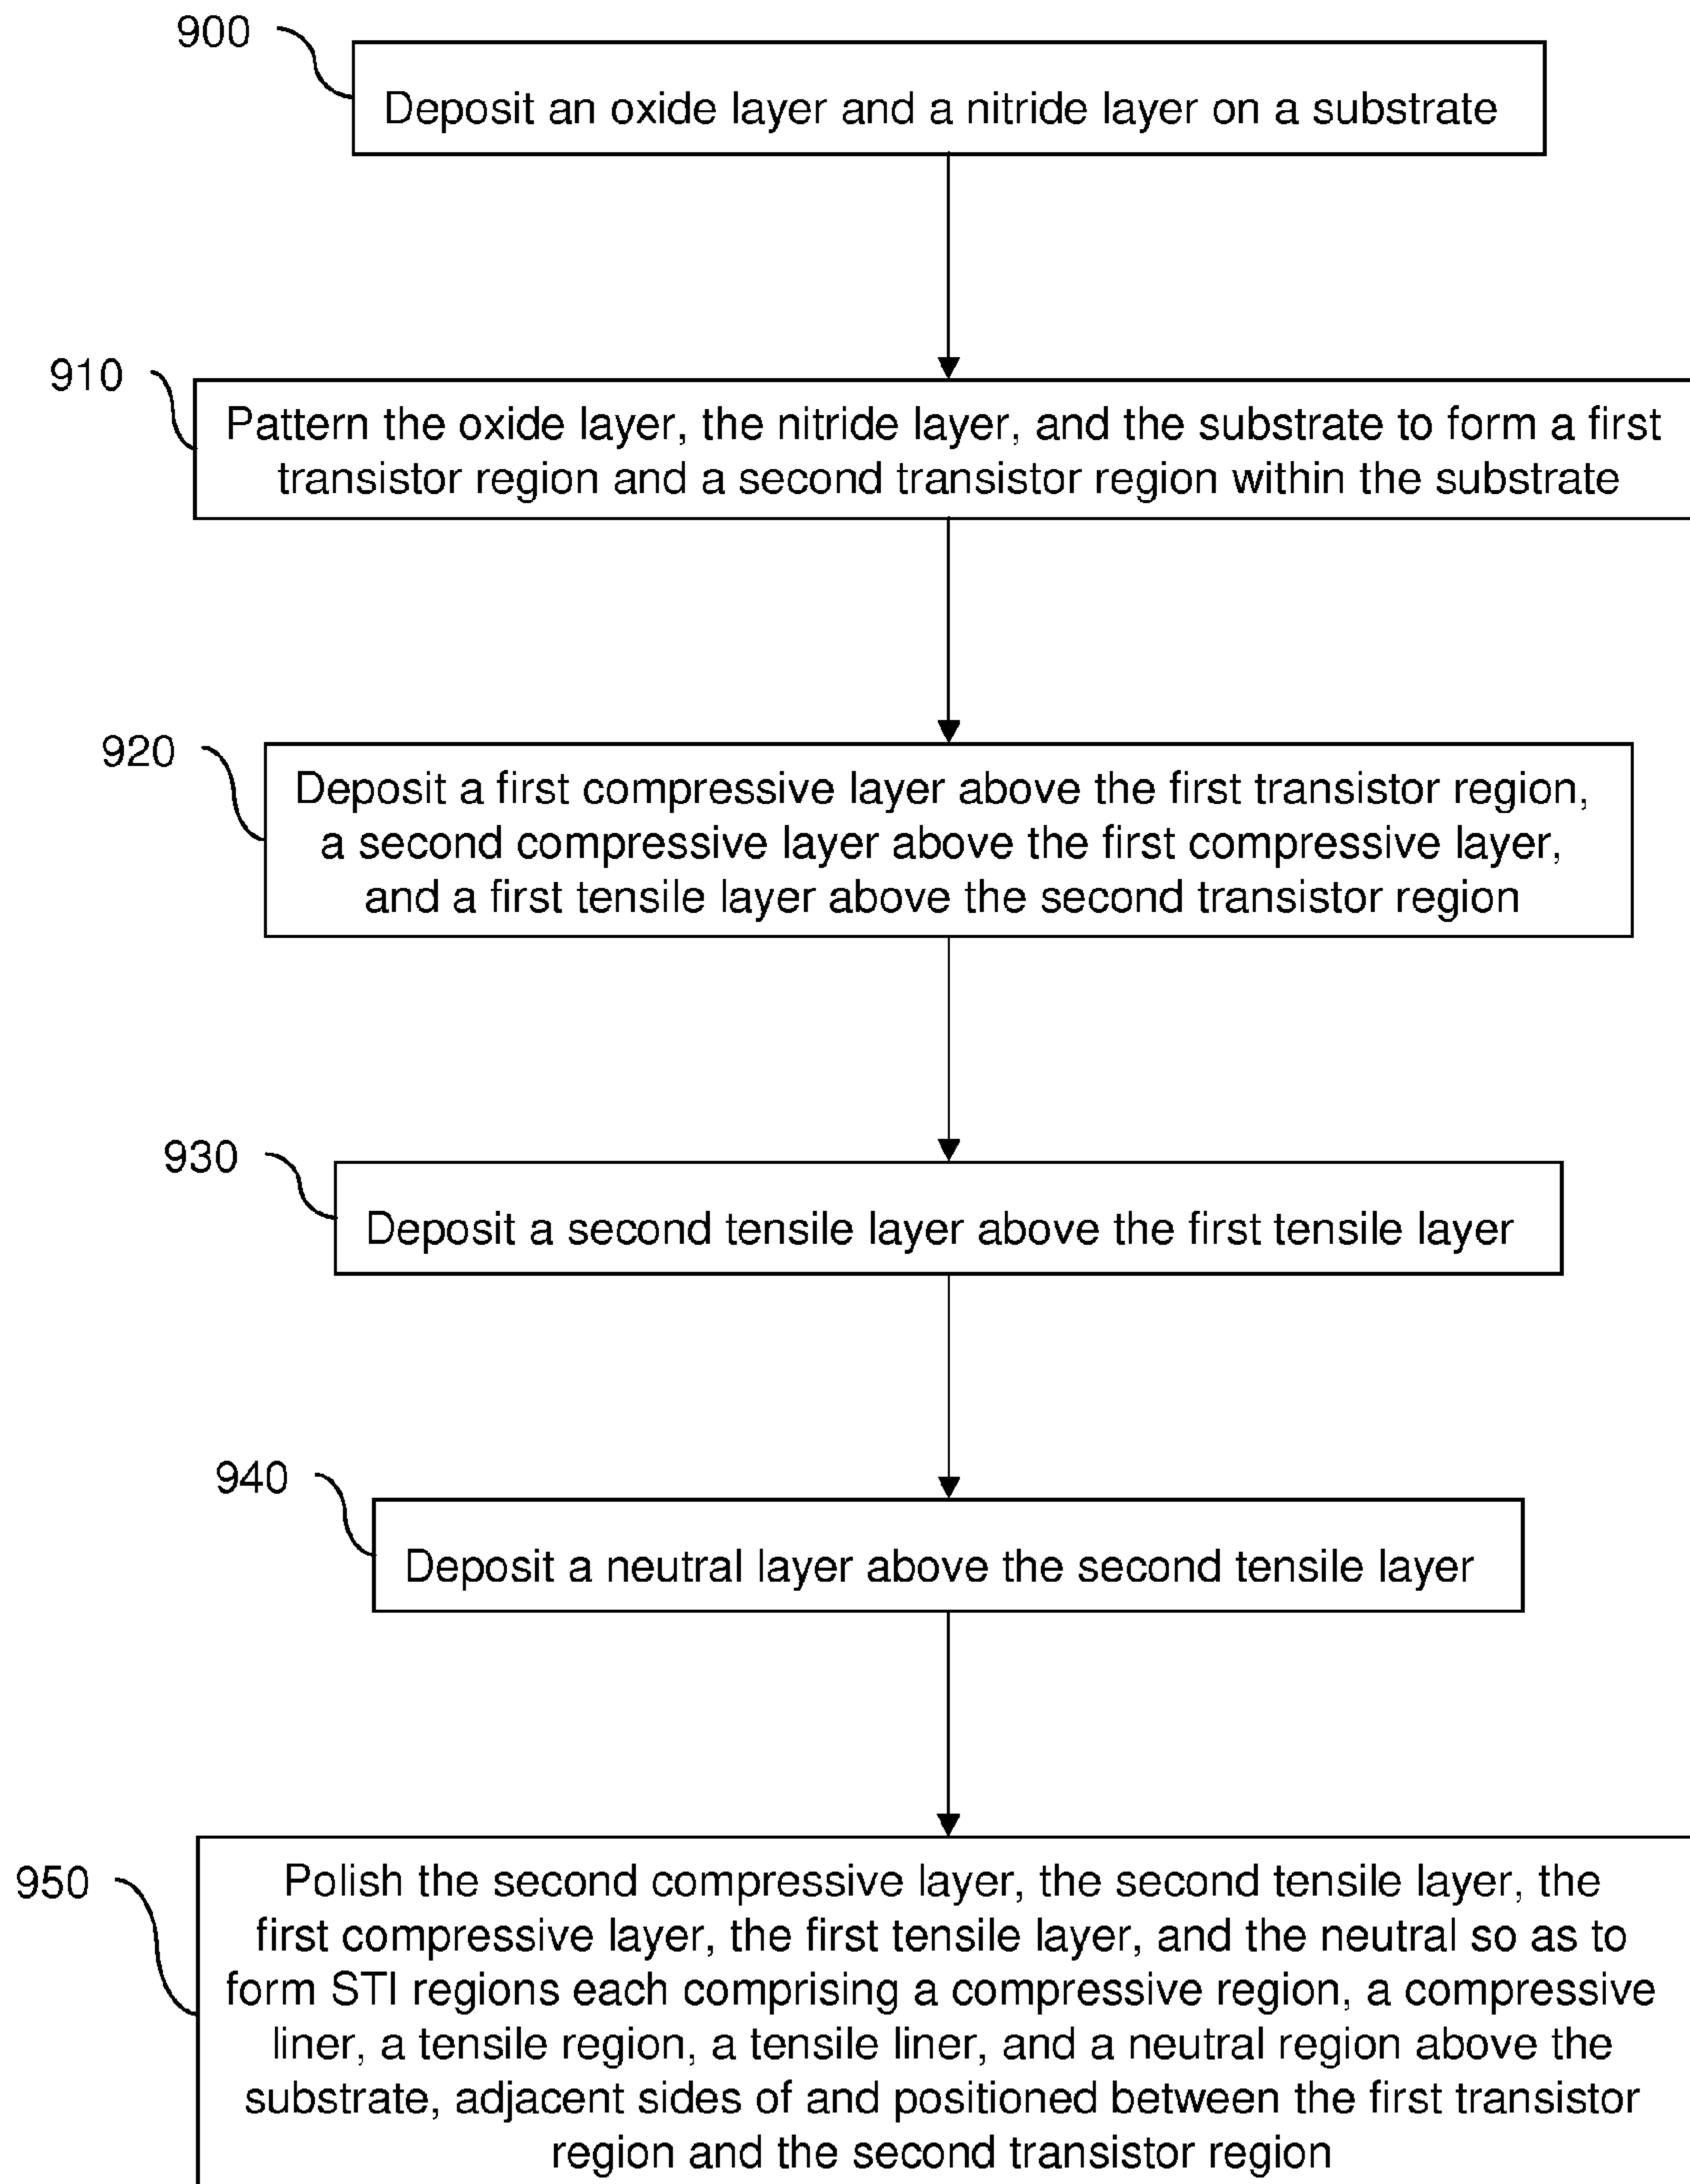 900
Deposit an oxide layer and a nitride layer on a substrate
910
Pattern the oxide layer, the nitride layer, and the substrate to form a first
transistor region and a second transistor region within the substrate
920
Deposit a first compressive layer above the first transistor region,
a second compressive layer above the first compressive layer,
and a first tensile layer above the second transistor region
930
Deposit a second tensile layer above the first tensile layer
940
Deposit a neutral layer above the second tensile layer
950
Polish the second compressive layer, the second tensile layer, the
first compressive layer, the first tensile layer, and the neutral so as to
form STI regions each comprising a compressive region, a compressive
liner, a tensile region, a tensile liner, and a neutral region above the
substrate, adjacent sides of and positioned between the first transistor
region and the second transistor region